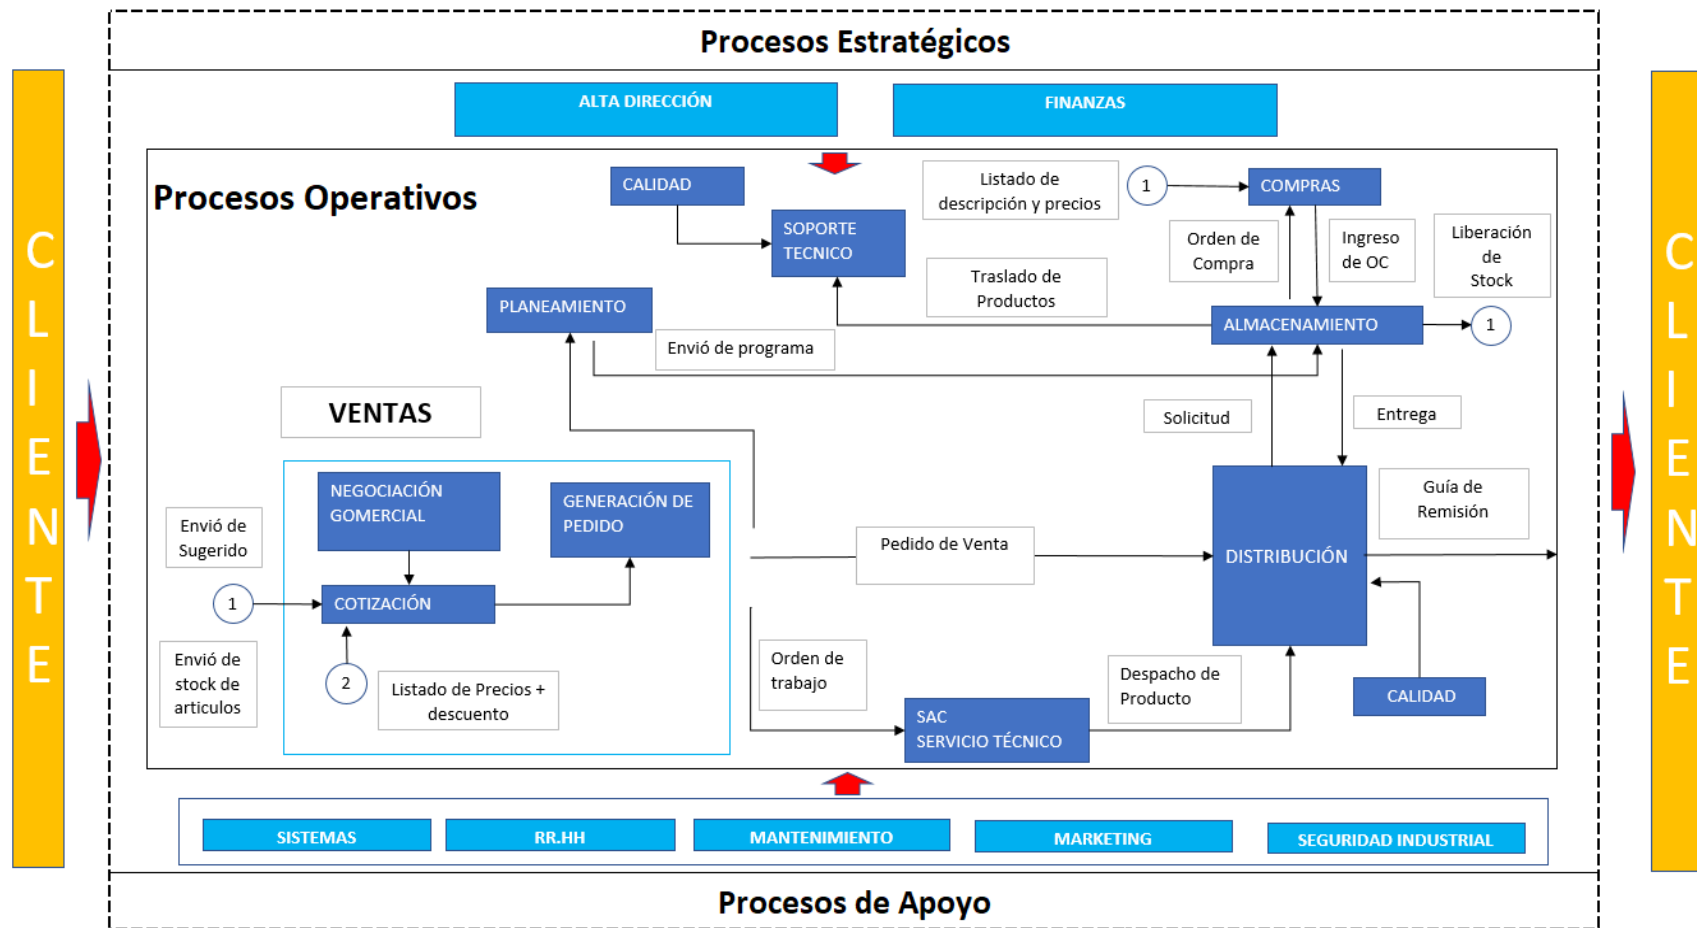 Procesos Estratégicos
ALTA DIRECCIÓN
FINANZAS
CLIENTE
Procesos Operativos
CALIDAD
SOPORTE
TECNICO
Listado de
descripción y precios
1
COMPRAS
Orden de
Compra
Ingreso
de OC
Liberación
de
Stock
Traslado de
Productos
PLANEAMIENTO
Envió de programa
ALMACENAMIENTO
1
VENTAS
Solicitud
Entrega
NEGOCIACIÓN
GOMERCIAL
GENERACIÓN DE
PEDIDO
Envió de
Sugerido
Pedido de Venta
DISTRIBUCIÓN
Guía de
Remisión
1
COTIZACIÓN
Envió de
stock de
articulos
2
Listado de Precios +
descuento
Orden de
trabajo
Despacho de
Producto
CALIDAD
SAC
SERVICIO TÉCNICO
CLIENTE
SISTEMAS
RR.HH
MANTENIMIENTO
MARKETING
SEGURIDAD INDUSTRIAL
Procesos de Apoyo